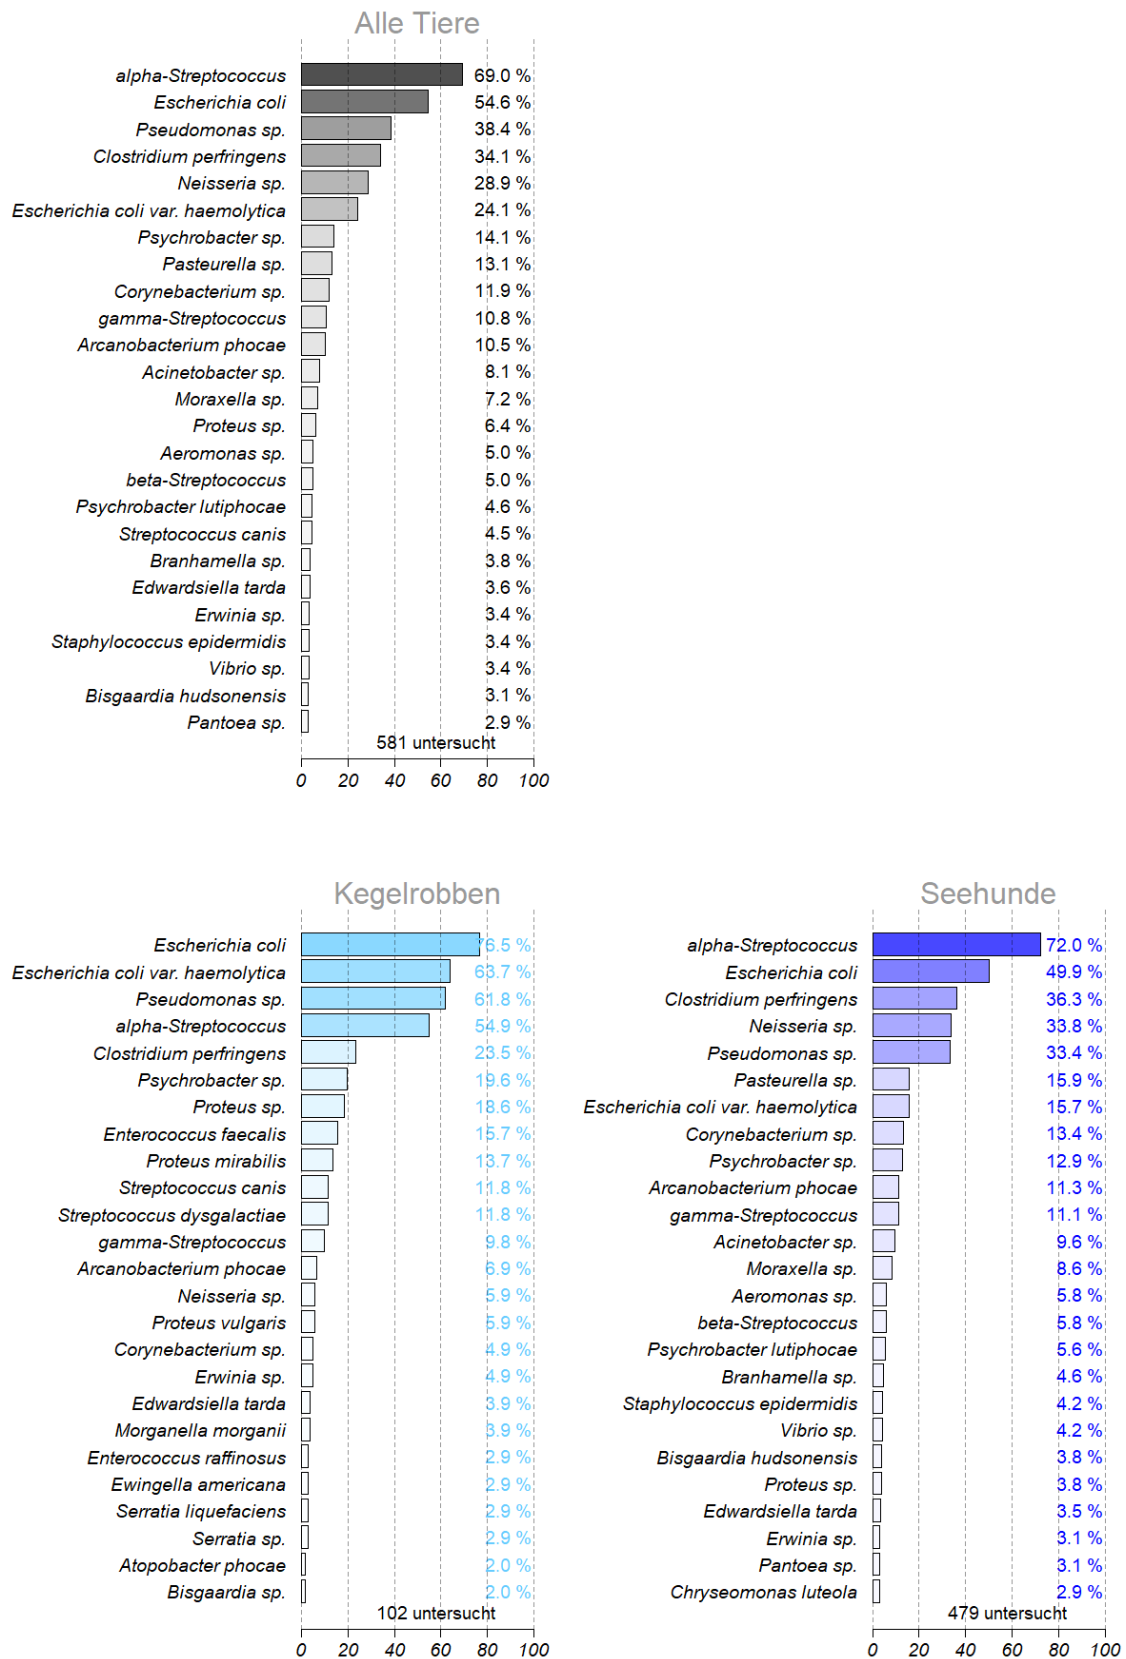 Alle Tiere
alpha-Streptococcus 69.0 %
Escherichia coli 54.6 %
Pseudomonas sp. 38.4 %
Clostridium perfringens 34.1 %
Neisseria sp. 28.9 %
Escherichia coli var. haemolytica 24.1 %
Psychrobacter sp. 14.1 %
Pasteurella sp. 13.1 %
Corynebacterium sp. 11.9 %
gamma-Streptococcus 10.8 %
Arcanobacterium phocae 10.5 %
Acinetobacter sp. 8.1 %
Moraxella sp. 7.2 %
Proteus sp. 6.4 %
Aeromonas sp. 5.0 %
beta-Streptococcus 5.0 %
Psychrobacter lutiphocae 4.6 %
Streptococcus canis 4.5 %
Branhamella sp. 3.8 %
Edwardsiella tarda 3.6 %
Erwinia sp. 3.4 %
Staphylococcus epidermidis 3.4 %
Vibrio sp. 3.4 %
Bisgaardia hudsonensis 3.1 %
Pantoea sp. 2.9 %
581 untersucht
0 20 40 60 80 100
Kegelrobben
Escherichia coli 76.5 %
Escherichia coli var. haemolytica 63.7 %
Pseudomonas sp. 61.8 %
alpha-Streptococcus 54.9 %
Clostridium perfringens 23.5 %
Psychrobacter sp. 19.6 %
Proteus sp. 18.6 %
Enterococcus faecalis 15.7 %
Proteus mirabilis 13.7 %
Streptococcus canis 11.8 %
Streptococcus dysgalactiae 11.8 %
gamma-Streptococcus 9.8 %
Arcanobacterium phocae 6.9 %
Neisseria sp. 5.9 %
Proteus vulgaris 5.9 %
Corynebacterium sp. 4.9 %
Erwinia sp. 4.9 %
Edwardsiella tarda 3.9 %
Morganella morganii 3.9 %
Enterococcus raffinosus 2.9 %
Ewingella americana 2.9 %
Serratia liquefaciens 2.9 %
Serratia sp. 2.9 %
Atopobacter phocae 2.0 %
Bisgaardia sp. 2.0 %
102 untersucht
0 20 40 60 80 100
Seehunde
alpha-Streptococcus 72.0 %
Escherichia coli 49.9 %
Clostridium perfringens 36.3 %
Neisseria sp. 33.8 %
Pseudomonas sp. 33.4 %
Pasteurella sp. 15.9 %
Escherichia coli var. haemolytica 15.7 %
Corynebacterium sp. 13.4 %
Psychrobacter sp. 12.9 %
Arcanobacterium phocae 11.3 %
gamma-Streptococcus 11.1 %
Acinetobacter sp. 9.6 %
Moraxella sp. 8.6 %
Aeromonas sp. 5.8 %
beta-Streptococcus 5.8 %
Psychrobacter lutiphocae 5.6 %
Branhamella sp. 4.6 %
Staphylococcus epidermidis 4.2 %
Vibrio sp. 4.2 %
Bisgaardia hudsonensis 3.8 %
Proteus sp. 3.8 %
Edwardsiella tarda 3.5 %
Erwinia sp. 3.1 %
Pantoea sp. 3.1 %
Chryseomonas luteola 2.9 %
479 untersucht
0 20 40 60 80 100